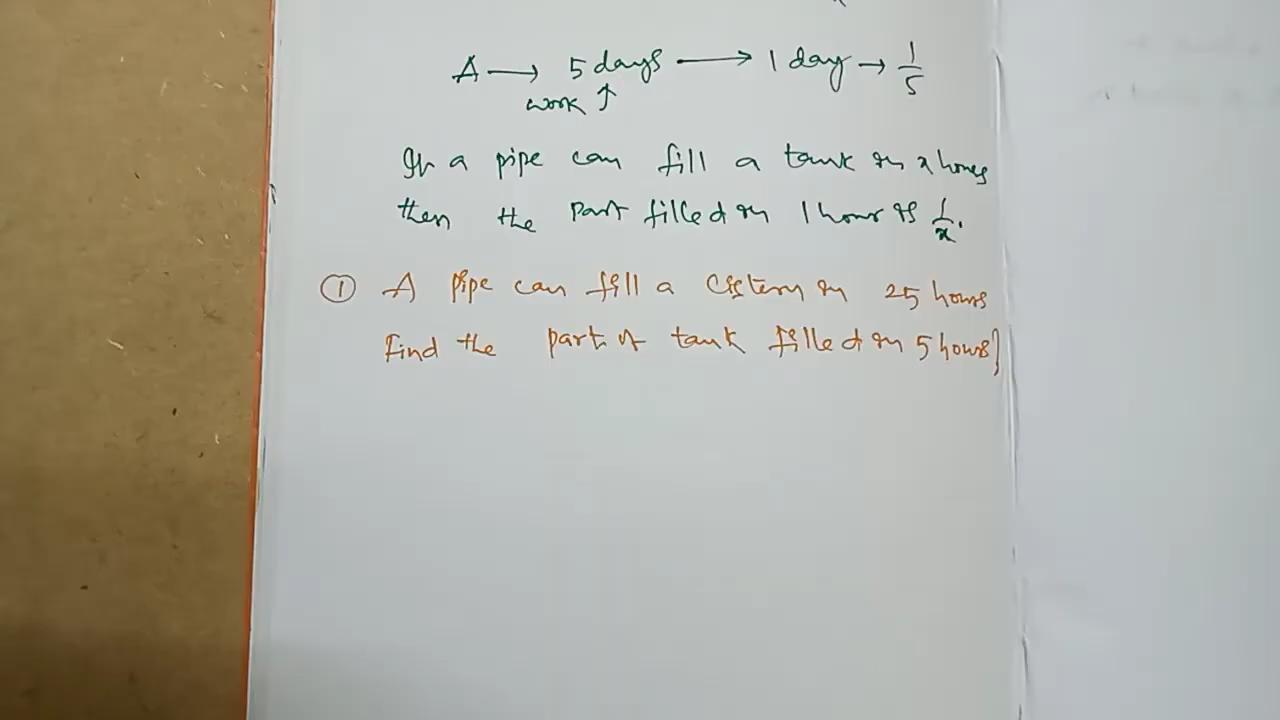 A → 5 days → 1 day → 1/5
work ↑
If a pipe can fill a tank in x hours
then the part filled in 1 hour is 1/x.
① A pipe can fill a cistern in 25 hours
Find the part of tank filled in 5 hours?